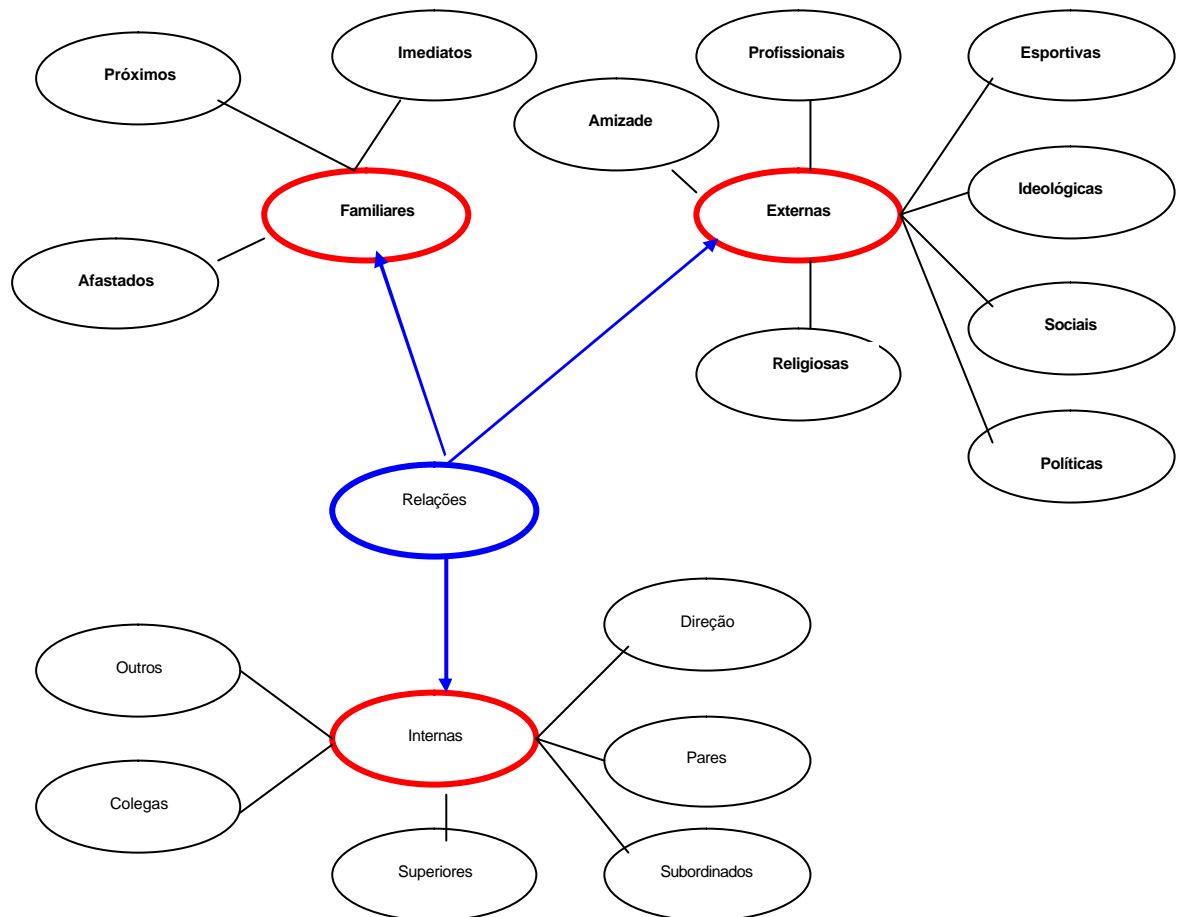 Imediatos
Profissionais
Esportivas
Próximos
Amizade
Ideológicas
Familiares
Externas
Afastados
Sociais
Religiosas
Políticas
Relações
Direção
Outros
Internas
Pares
Colegas
Superiores
Subordinados